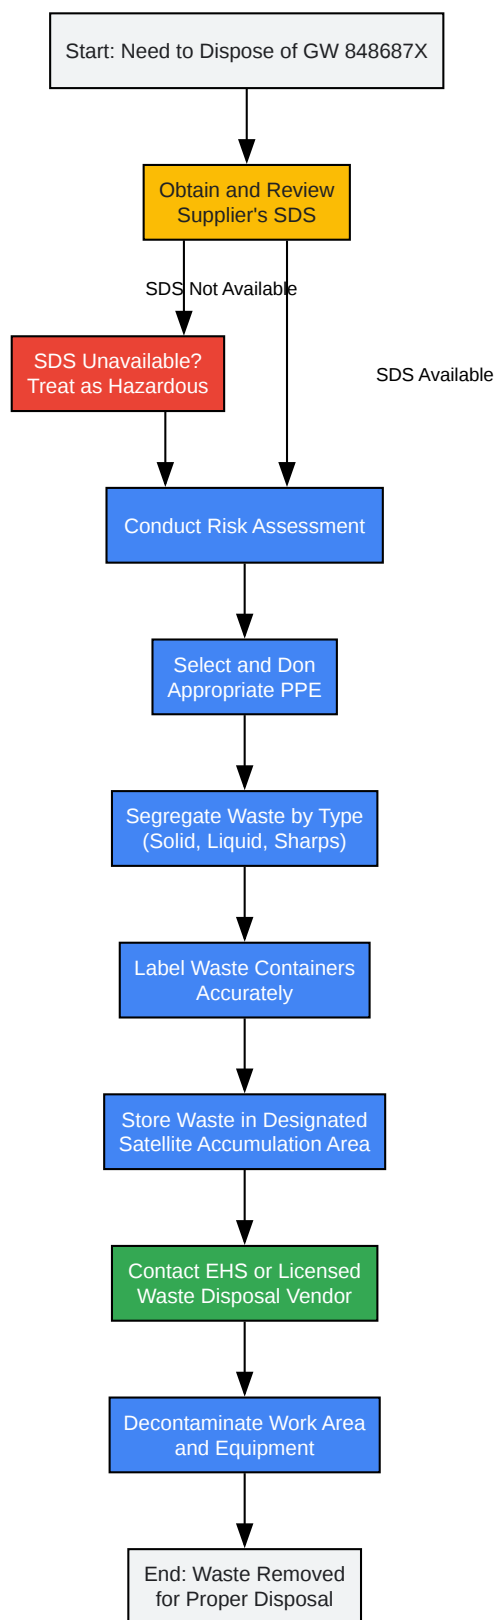 Start: Need to Dispose of GW 848687X
Obtain and Review
Supplier's SDS
SDS Not Available
SDS Unavailable?
Treat as Hazardous
SDS Available
Conduct Risk Assessment
Select and Don
Appropriate PPE
Segregate Waste by Type
(Solid, Liquid, Sharps)
Label Waste Containers
Accurately
Store Waste in Designated
Satellite Accumulation Area
Contact EHS or Licensed
Waste Disposal Vendor
Decontaminate Work Area
and Equipment
End: Waste Removed
for Proper Disposal